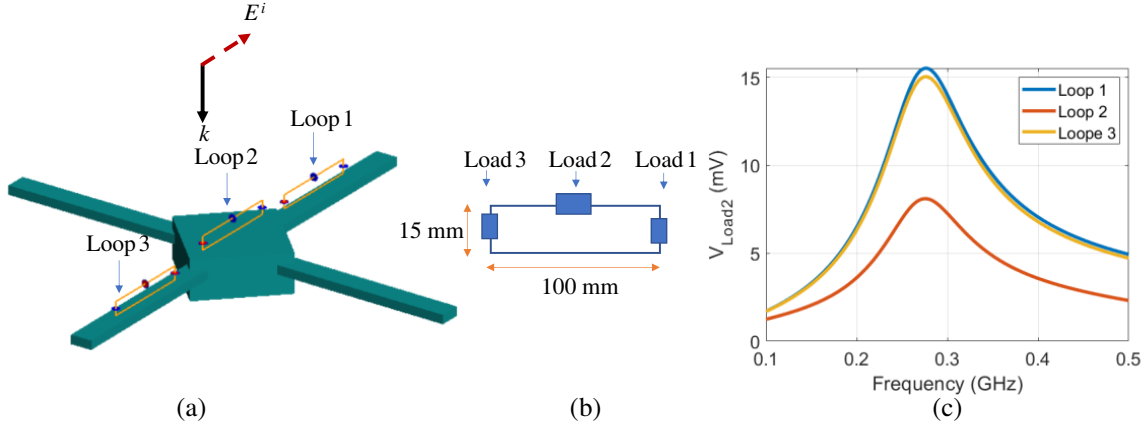 E^i
k
Loop 1
Loop 2
Loop 3
(a)
Load 3
Load 2
Load 1
15 mm
100 mm
(b)
Loop 1
Loop 2
Loope 3
15
10
5
0
V_Load2 (mV)
0.1 0.2 0.3 0.4 0.5
Frequency (GHz)
(c)